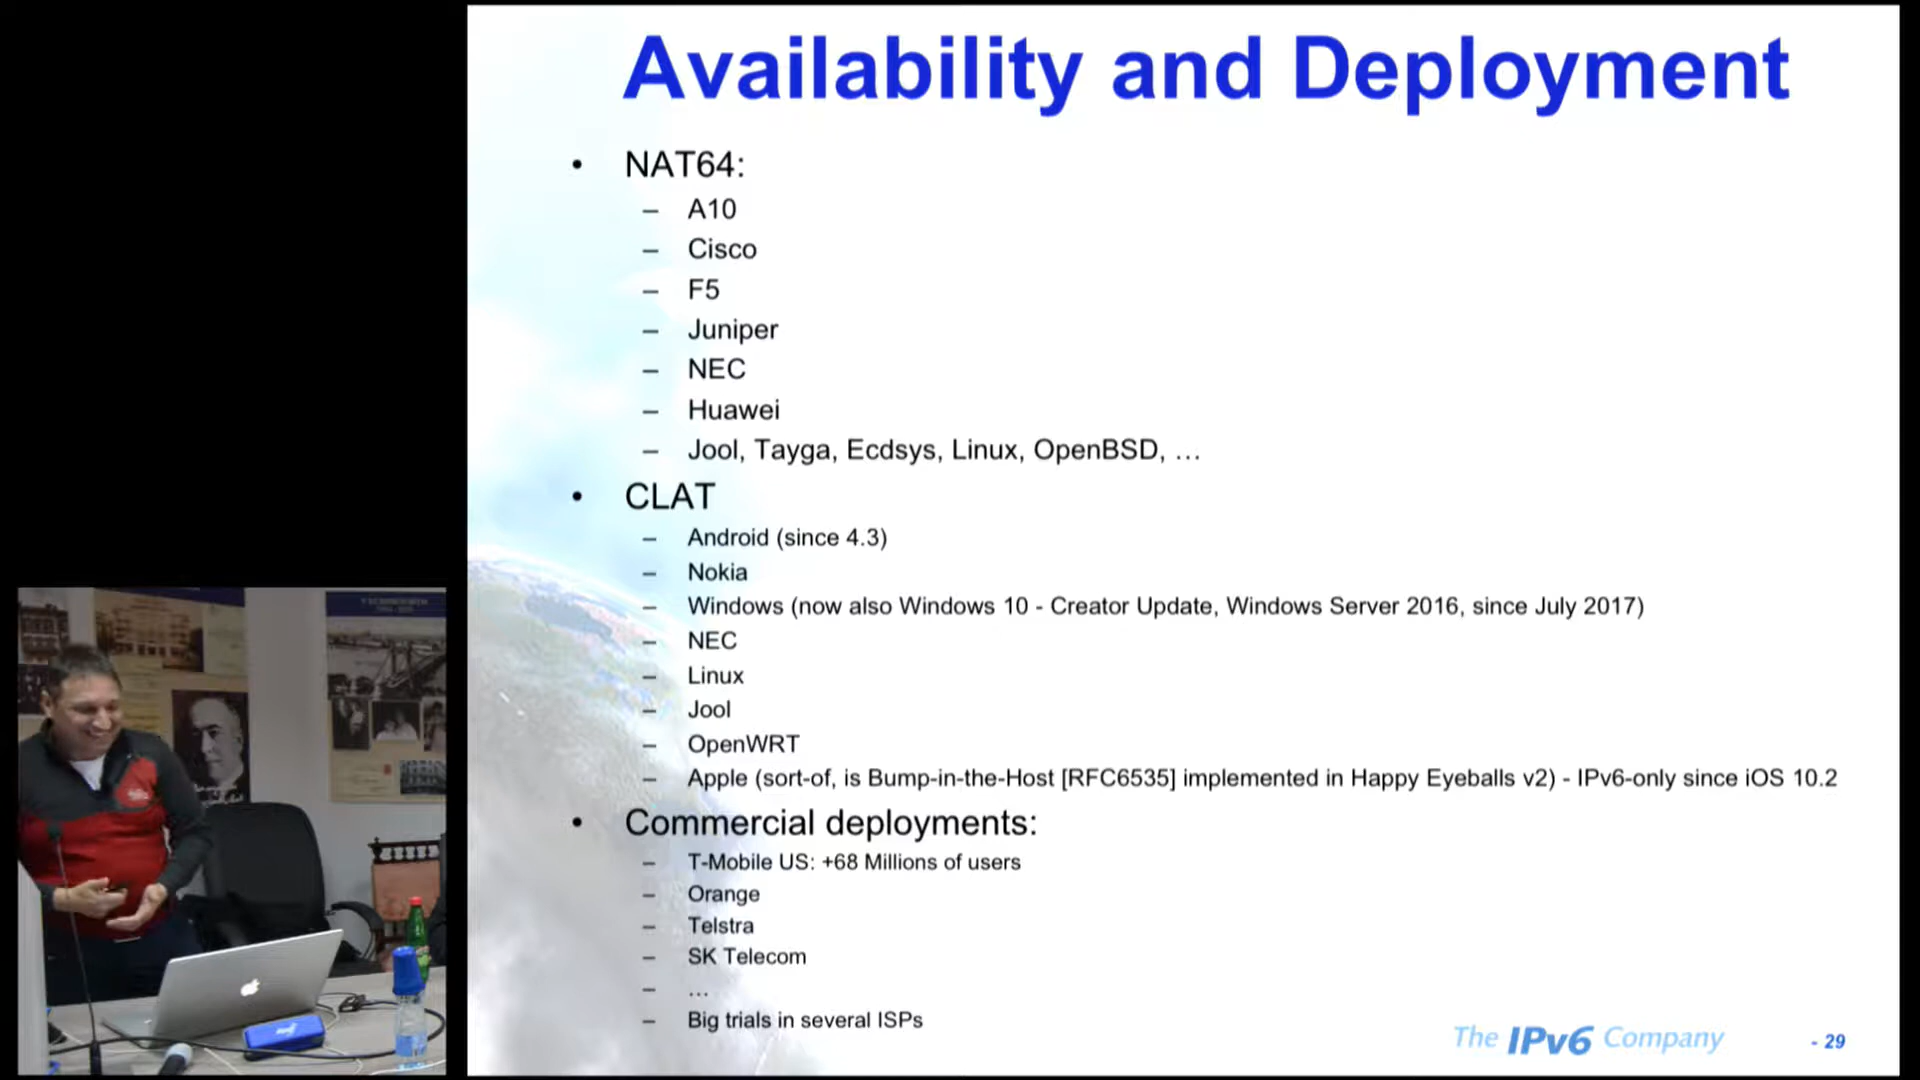 Availability and Deployment
• NAT64:
– A10
– Cisco
– F5
– Juniper
– NEC
– Huawei
– Jool, Tayga, Ecdsys, Linux, OpenBSD, …
• CLAT
– Android (since 4.3)
– Nokia
– Windows (now also Windows 10 - Creator Update, Windows Server 2016, since July 2017)
– NEC
– Linux
– Jool
– OpenWRT
– Apple (sort-of, is Bump-in-the-Host [RFC6535] implemented in Happy Eyeballs v2) - IPv6-only since iOS 10.2
• Commercial deployments:
– T-Mobile US: +68 Millions of users
– Orange
– Telstra
– SK Telecom
– …
– Big trials in several ISPs
The IPv6 Company
- 29